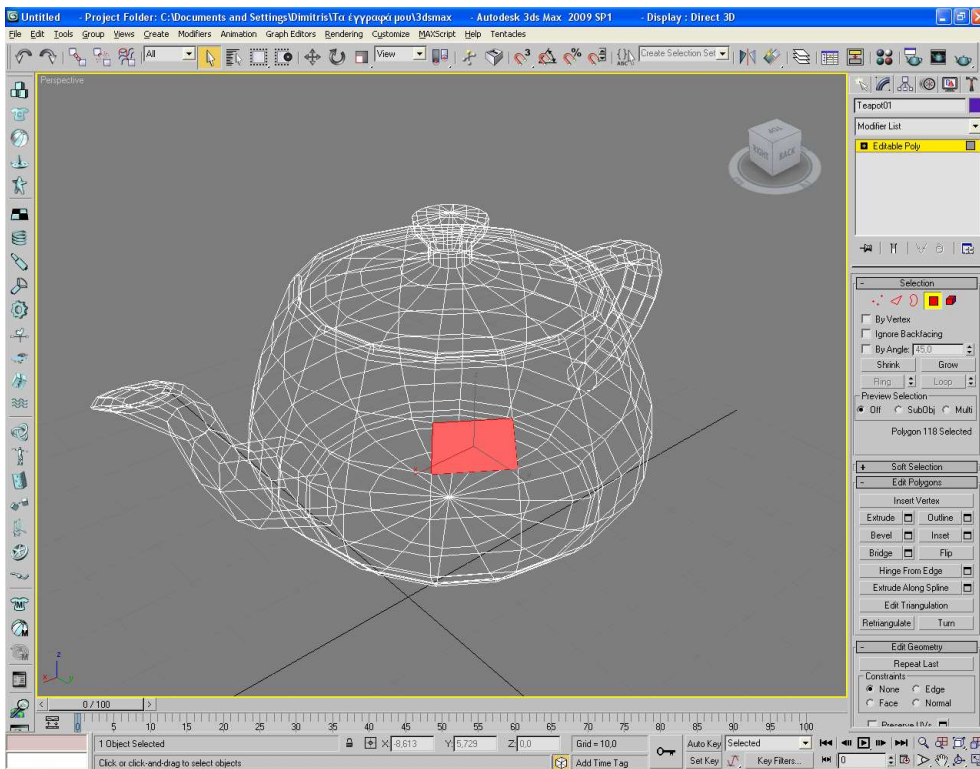 Untitled - Project Folder: C:\Documents and Settings\Dimitris\Τα έγγραφά μου\3dsmax - Autodesk 3ds Max 2009 SP1 - Display : Direct 3D
File Edit Tools Group Views Create Modifiers Animation Graph Editors Rendering Customize MAXScript Help Tentacles
All View Create Selection Set
Perspective
RIGHT BACK
Teapot01
Modifier List
Editable Poly
Selection
By Vertex
Ignore Backfacing
By Angle: 45,0
Shrink Grow
Ring Loop
Preview Selection
Off SubObj Multi
Polygon 118 Selected
Soft Selection
Edit Polygons
Insert Vertex
Extrude Outline
Bevel Inset
Bridge Flip
Hinge From Edge
Extrude Along Spline
Edit Triangulation
Retriangulate Turn
Edit Geometry
Repeat Last
Constraints
None Edge
Face Normal
Preserve UVs
z
x y
0 / 100
0 5 10 15 20 25 30 35 40 45 50 55 60 65 70 75 80 85 90 95 100
1 Object Selected X: -8,613 Y: 5,729 Z: 0,0 Grid = 10,0 Auto Key Selected
Click or click-and-drag to select objects Add Time Tag Set Key Key Filters... 0